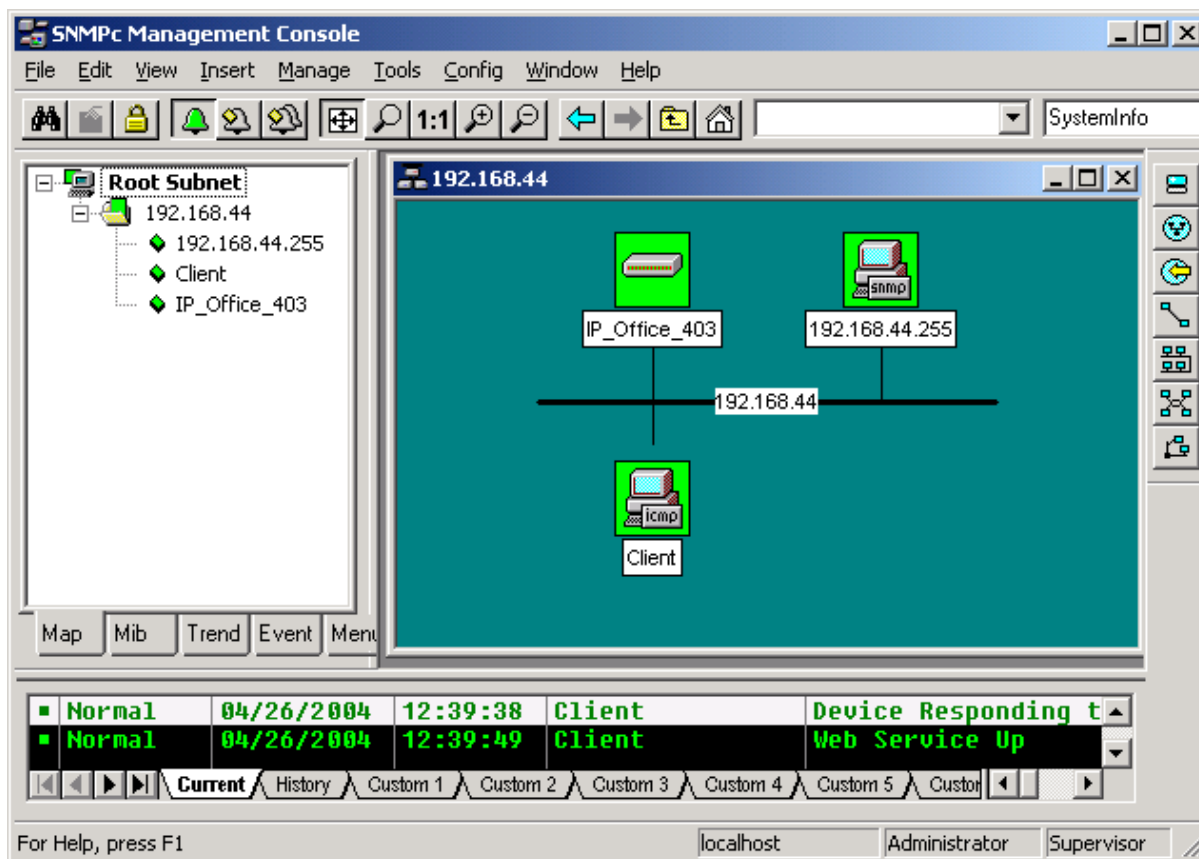 SNMPc Management Console
File Edit View Insert Manage Tools Config Window Help
1:1 SystemInfo
Root Subnet
192.168.44
192.168.44.255
Client
IP_Office_403
Map Mib Trend Event Menu
192.168.44
IP_Office_403
snmp
192.168.44.255
192.168.44
icmp
Client
Normal 04/26/2004 12:39:38 Client Device Responding t
Normal 04/26/2004 12:39:49 Client Web Service Up
Current History Custom 1 Custom 2 Custom 3 Custom 4 Custom 5 Custor
For Help, press F1 localhost Administrator Supervisor